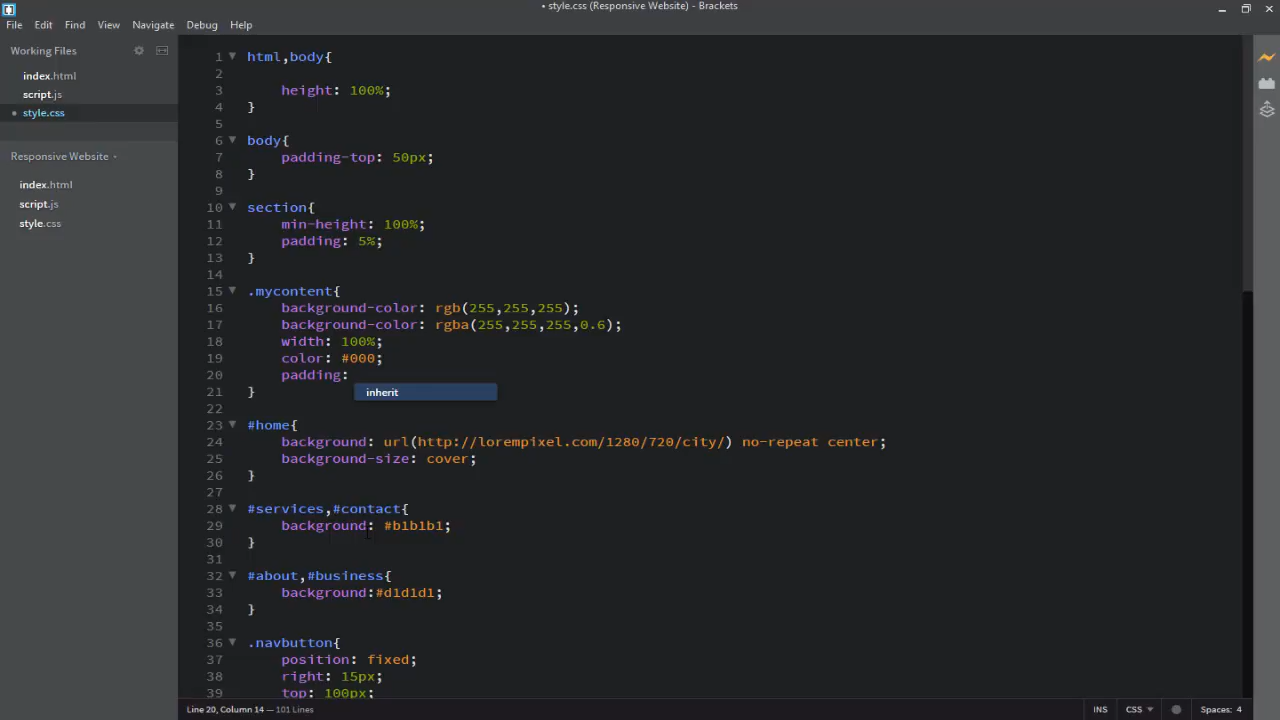 • style.css (Responsive Website) - Brackets
File Edit Find View Navigate Debug Help
Working Files
index.html
script.js
• style.css
Responsive Website
index.html
script.js
style.css
1 html,body{
2
3 height: 100%;
4 }
5
6 body{
7 padding-top: 50px;
8 }
9
10 section{
11 min-height: 100%;
12 padding: 5%;
13 }
14
15 .mycontent{
16 background-color: rgb(255,255,255);
17 background-color: rgba(255,255,255,0.6);
18 width: 100%;
19 color: #000;
20 padding:
inherit
21 }
22
23 #home{
24 background: url(http://lorempixel.com/1280/720/city/) no-repeat center;
25 background-size: cover;
26 }
27
28 #services,#contact{
29 background: #b1b1b1;
30 }
31
32 #about,#business{
33 background:#d1d1d1;
34 }
35
36 .navbutton{
37 position: fixed;
38 right: 15px;
39 top: 100px;
Line 20, Column 14 — 101 Lines
INS CSS Spaces: 4